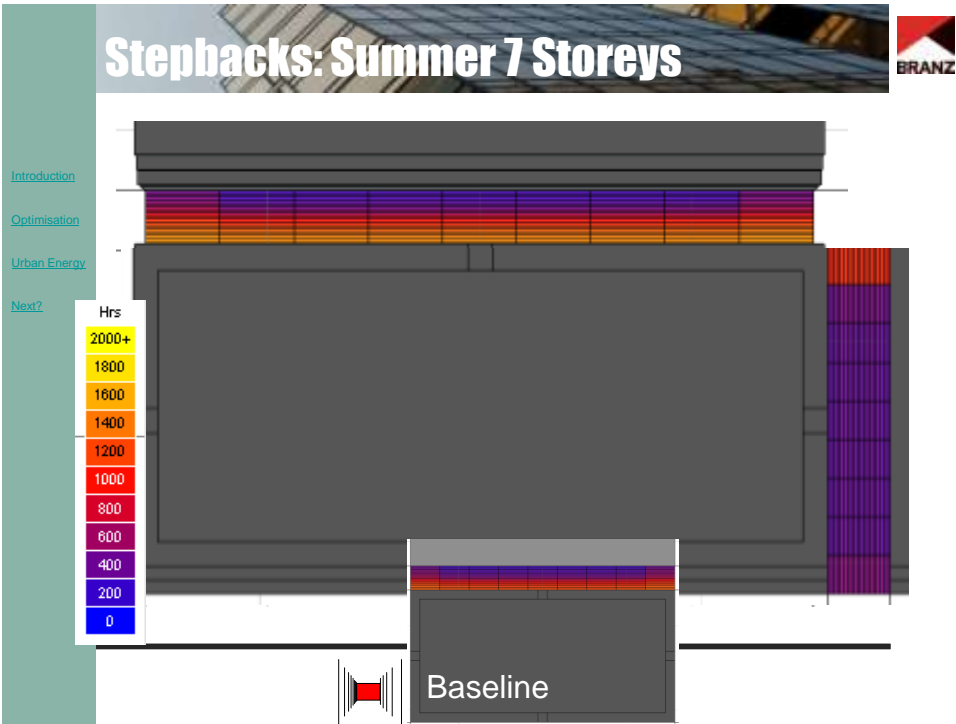 Stepbacks: Summer 7 Storeys
BRANZ
Introduction
Optimisation
Urban Energy
Next?
Hrs
2000+
1800
1600
1400
1200
1000
800
600
400
200
0
Baseline